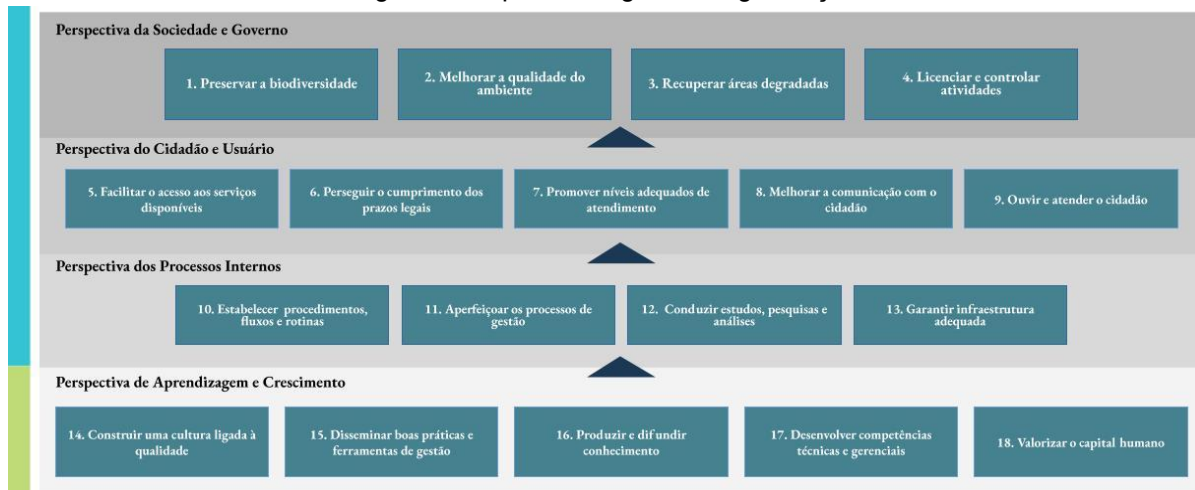 Perspectiva da Sociedade e Governo
1. Preservar a biodiversidade
2. Melhorar a qualidade do
ambiente
3. Recuperar áreas degradadas
4. Licenciar e controlar
atividades
Perspectiva do Cidadão e Usuário
5. Facilitar o acesso aos serviços
disponíveis
6. Perseguir o cumprimento dos
prazos legais
7. Promover níveis adequados de
atendimento
8. Melhorar a comunicação com o
cidadão
9. Ouvir e atender o cidadão
Perspectiva dos Processos Internos
10. Estabelecer procedimentos,
fluxos e rotinas
11. Aperfeiçoar os processos de
gestão
12. Conduzir estudos, pesquisas e
análises
13. Garantir infraestrutura
adequada
Perspectiva de Aprendizagem e Crescimento
14. Construir uma cultura ligada à
qualidade
15. Disseminar boas práticas e
ferramentas de gestão
16. Produzir e difundir
conhecimento
17. Desenvolver competências
técnicas e gerenciais
18. Valorizar o capital humano